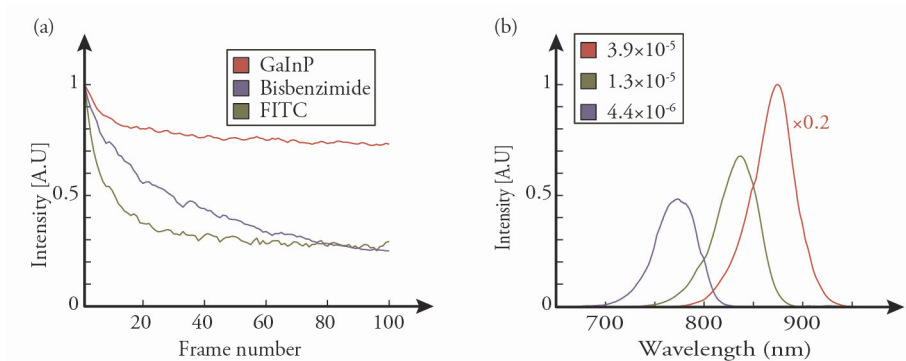 (a)
GaInP
Bisbenzimide
FITC
1
0.5
0
Intensity [A.U]
20 40 60 80 100
Frame number
(b)
3.9×10⁻⁵
1.3×10⁻⁵
4.4×10⁻⁶
×0.2
1
0.5
0
Intensity [A.U]
700 800 900
Wavelength (nm)